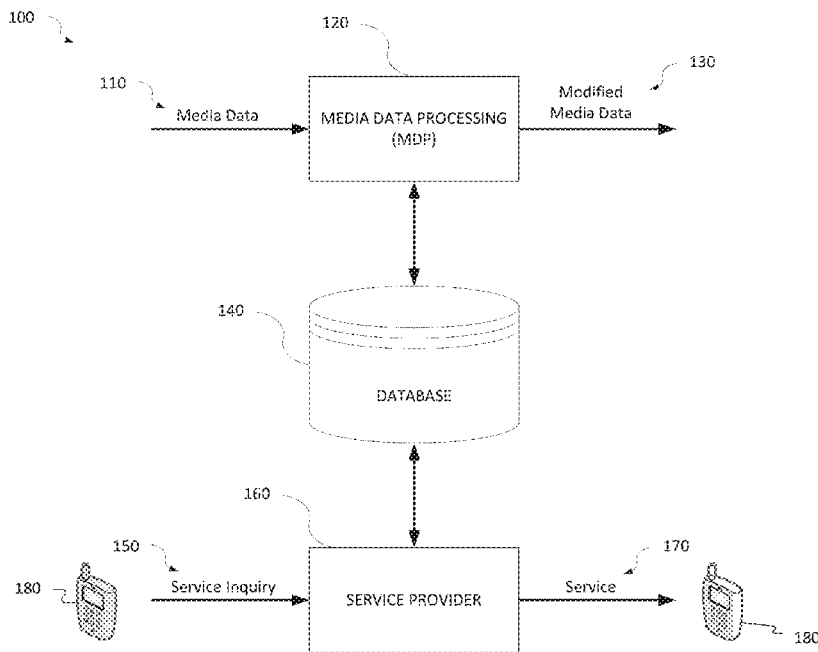 100
120
110
130
Media Data
MEDIA DATA PROCESSING
(MDP)
Modified
Media Data
140
DATABASE
160
150
170
180
Service Inquiry
SERVICE PROVIDER
Service
180